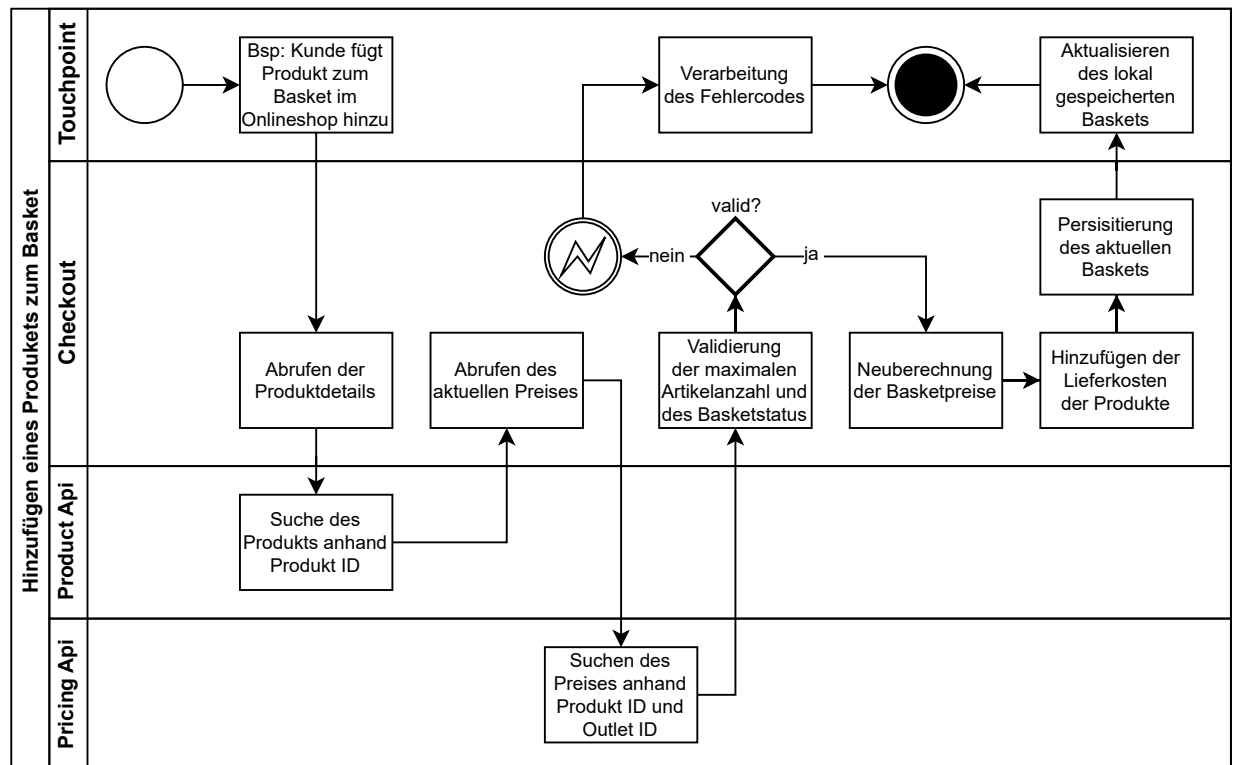 Hinzufügen eines Produkets zum Basket
Touchpoint
Bsp: Kunde fügt
Produkt zum
Basket im
Onlineshop hinzu
Verarbeitung
des Fehlercodes
Aktualisieren
des lokal
gespeicherten
Baskets
Checkout
valid?
nein
ja
Persisitierung
des aktuellen
Baskets
Abrufen der
Produktdetails
Abrufen des
aktuellen Preises
Validierung
der maximalen
Artikelanzahl und
des Basketstatus
Neuberechnung
der Basketpreise
Hinzufügen der
Lieferkosten
der Produkte
Product Api
Suche des
Produkts anhand
Produkt ID
Pricing Api
Suchen des
Preises anhand
Produkt ID und
Outlet ID